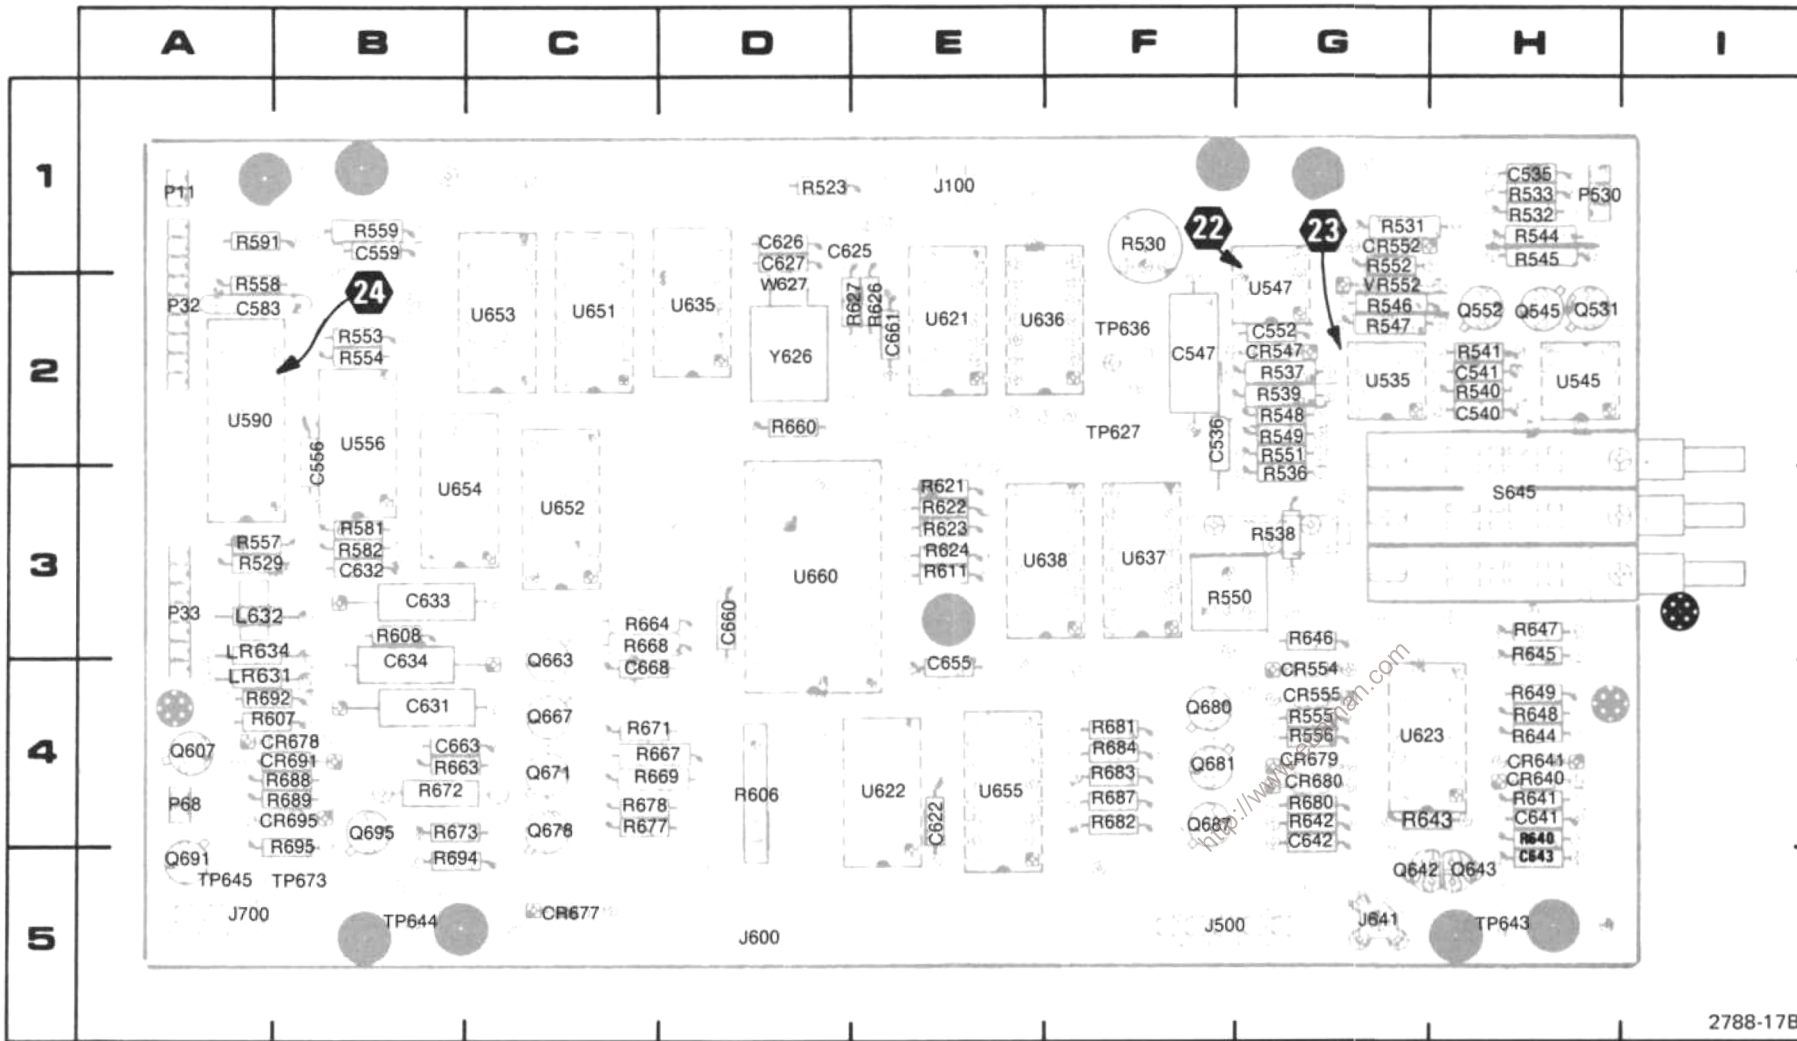 A B C D E F G H I
1
P11 R523 J100 C535
R533 P530
R532
R591 R559 C626 C625 R530 22 23 R531 R544
C559 C627 CR552 R545
R558 W627 R552
P32 C583 24 U653 U651 U635 R627 R626 C661 U621 U636 TP636 U547 VR552
R546 Q552 Q545 Q531
R553 C552 R547
2
R554 Y626 C547 CR547 U535 R541 U545
R537 C541
R539 R540
U590 U556 R660 TP627 C536 R548 C540
C556 R549
R551
U654 U652 R621 R536 S645
R622
R581 R623 R538
3
R557 R582 U660 R624 U638 U637
R529 C632 R611
C633 R550
P33 L632 R664 C660
R608 R668 R646 R647
LR634 C634 Q663 C668 C655 CR554 R645
LR631
R692 C631 Q667 Q680 CR555 R649
R607 R671 R681 R555 R648
4
Q607 CR678 C663 R667 R684 R556 U623 R644
CR691 R663 Q671 R669 R683 Q681 CR679 CR641
R688 R672 R606 U622 U655 CR680 CR640
P68 R689 R678 R687 R680 R641
CR695 Q695 R673 Q678 R677 C622 R682 Q687 R642 R643 C641
R695 C642 R640
Q691 R694 C643
TP645 TP673 Q642 Q643
J700 TP644 CR677 J600 J500 J641 TP643
5
2788-17B